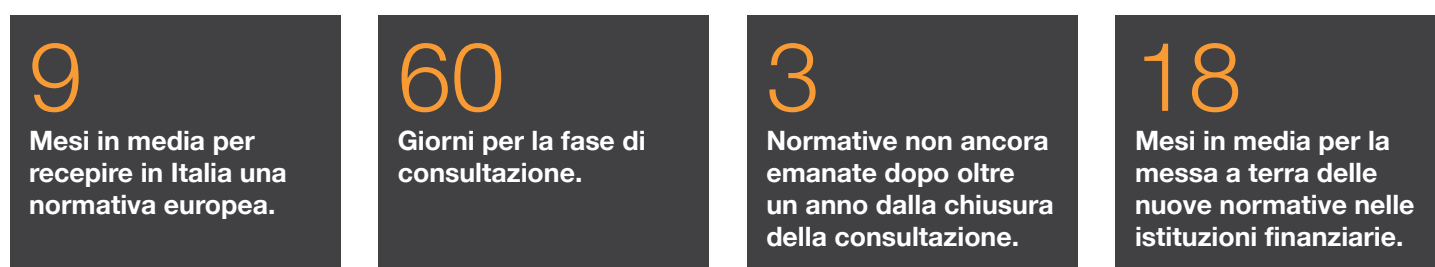 9
Mesi in media per
recepire in Italia una
normativa europea.
60
Giorni per la fase di
consultazione.
3
Normative non ancora
emanate dopo oltre
un anno dalla chiusura
della consultazione.
18
Mesi in media per la
messa a terra delle
nuove normative nelle
istituzioni finanziarie.